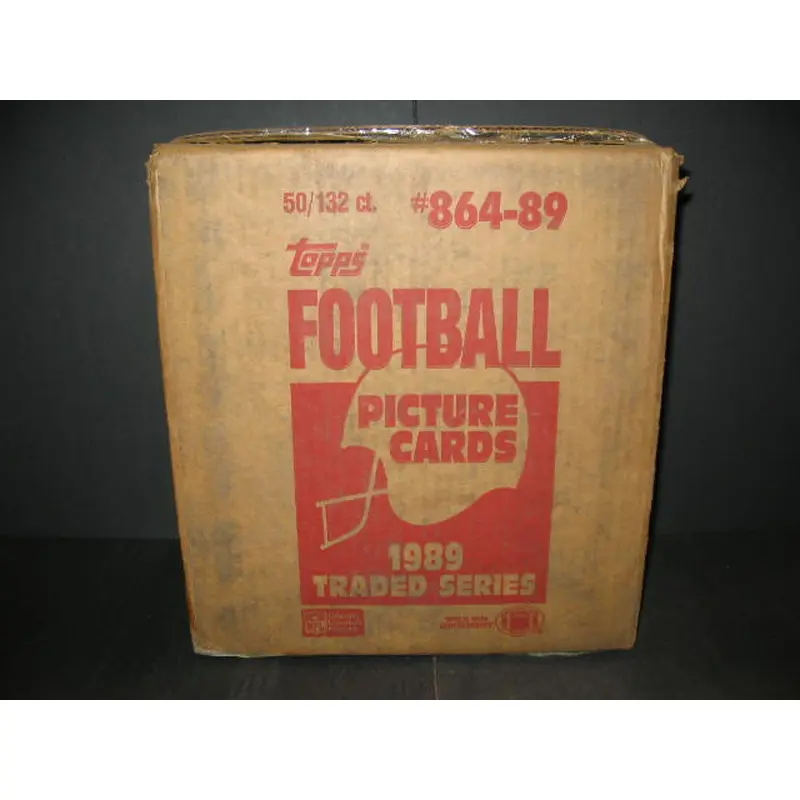 50/132 ct. #864-89
topps®
FOOTBALL
PICTURE
CARDS
1989
TRADED SERIES